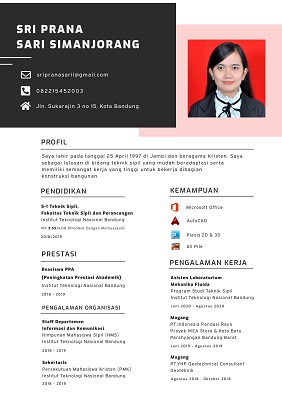 SRI PRANA
SARI SIMANJORANG
sripranasarii@gmail.com
082219452003
Jln. Sukarajin 3 no 15, Kota Bandung.
PROFIL
Saya lahir pada tanggal 25 April 1997 di Jambi dan beragama Kristen. Saya
sebagai lulusan di bidang teknik sipil yang mudah beradaptasi serta
memiliki semangat kerja yang tinggi untuk bekerja dibagian
konstruksi bangunan
PENDIDIKAN
S-1 Teknik Sipil,
Fakultas Teknik Sipil dan Perancangan
Institut Teknologi Nasional Bandung
(Predikat Dengan Memuaskan).
2018/2019
PRESTASI
Beasiswa PPA
(Peningkatan Prestasi Akademik)
Institut Teknologi Nasional Bandung
2018 - 2019
PENGALAMAN ORGANISASI
Staff Departemen
Informasi dan Komunikasi
Himpunan Mahasiswa Sipil (HMS)
Institut Teknologi Nasional Bandung
2018 - 2019
Sekertaris
Persekutuan Mahasiswa Kristen (PMK)
Institut Teknologi Nasional Bandung
2018 - 2019
KEMAMPUAN
Microsoft Office
AutoCAD
Plaxis 2D & 3D
All Pile
PENGALAMAN KERJA
Asisten Laboratorium
Mekanika Fluida
Program Studi Teknik Sipil
Institut Teknologi Nasional Bandung
Juni 2020 - Agustus 2020
Magang
PT.Indonesia Pondasi Raya
Proyek IKEA Store & Kota Baru
Parahyangan Bandung Barat
Juni 2019 - Agustus 2019
Magang
PT.YHP Geotechnical Consultant
Geoteknik
Agustus 2018 - Oktober 2018